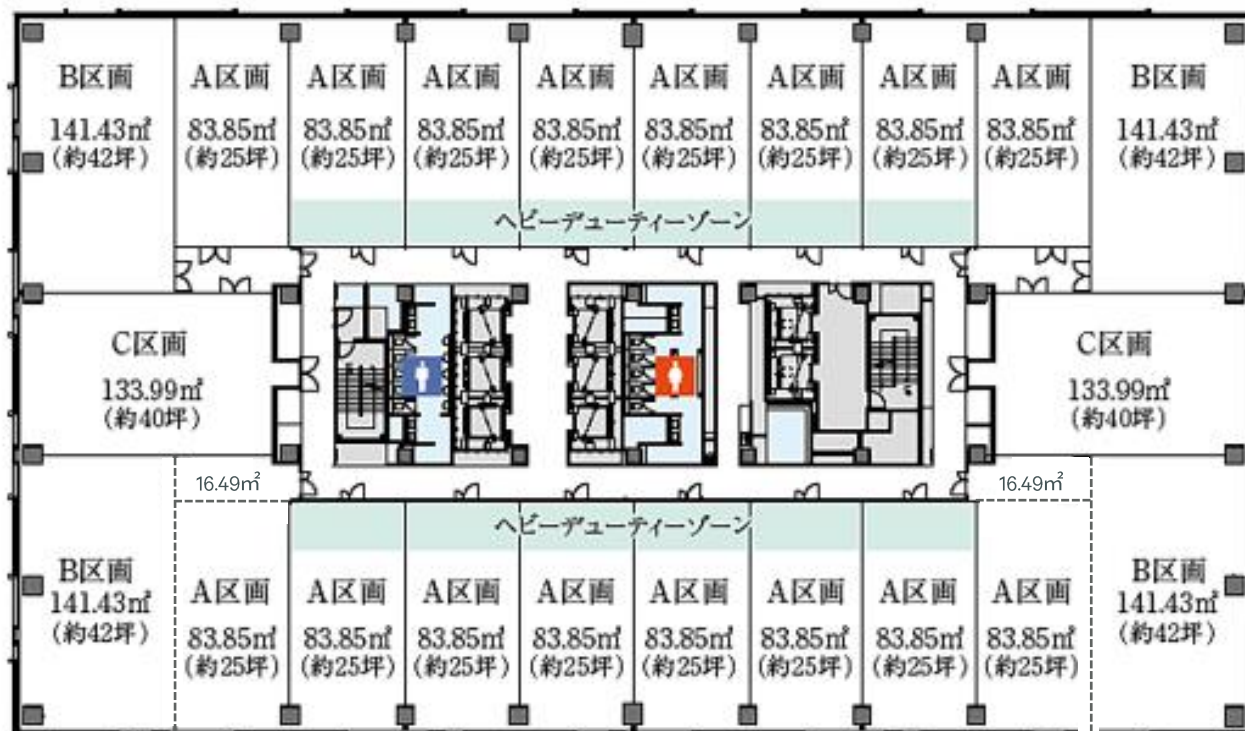 B区画
141.43㎡
(約42坪)
A区画
83.85㎡
(約25坪)
A区画
83.85㎡
(約25坪)
A区画
83.85㎡
(約25坪)
A区画
83.85㎡
(約25坪)
A区画
83.85㎡
(約25坪)
A区画
83.85㎡
(約25坪)
A区画
83.85㎡
(約25坪)
A区画
83.85㎡
(約25坪)
B区画
141.43㎡
(約42坪)
ヘビーデューティーゾーン
C区画
133.99㎡
(約40坪)
C区画
133.99㎡
(約40坪)
16.49㎡
16.49㎡
ヘビーデューティーゾーン
B区画
141.43㎡
(約42坪)
A区画
83.85㎡
(約25坪)
A区画
83.85㎡
(約25坪)
A区画
83.85㎡
(約25坪)
A区画
83.85㎡
(約25坪)
A区画
83.85㎡
(約25坪)
A区画
83.85㎡
(約25坪)
A区画
83.85㎡
(約25坪)
A区画
83.85㎡
(約25坪)
B区画
141.43㎡
(約42坪)